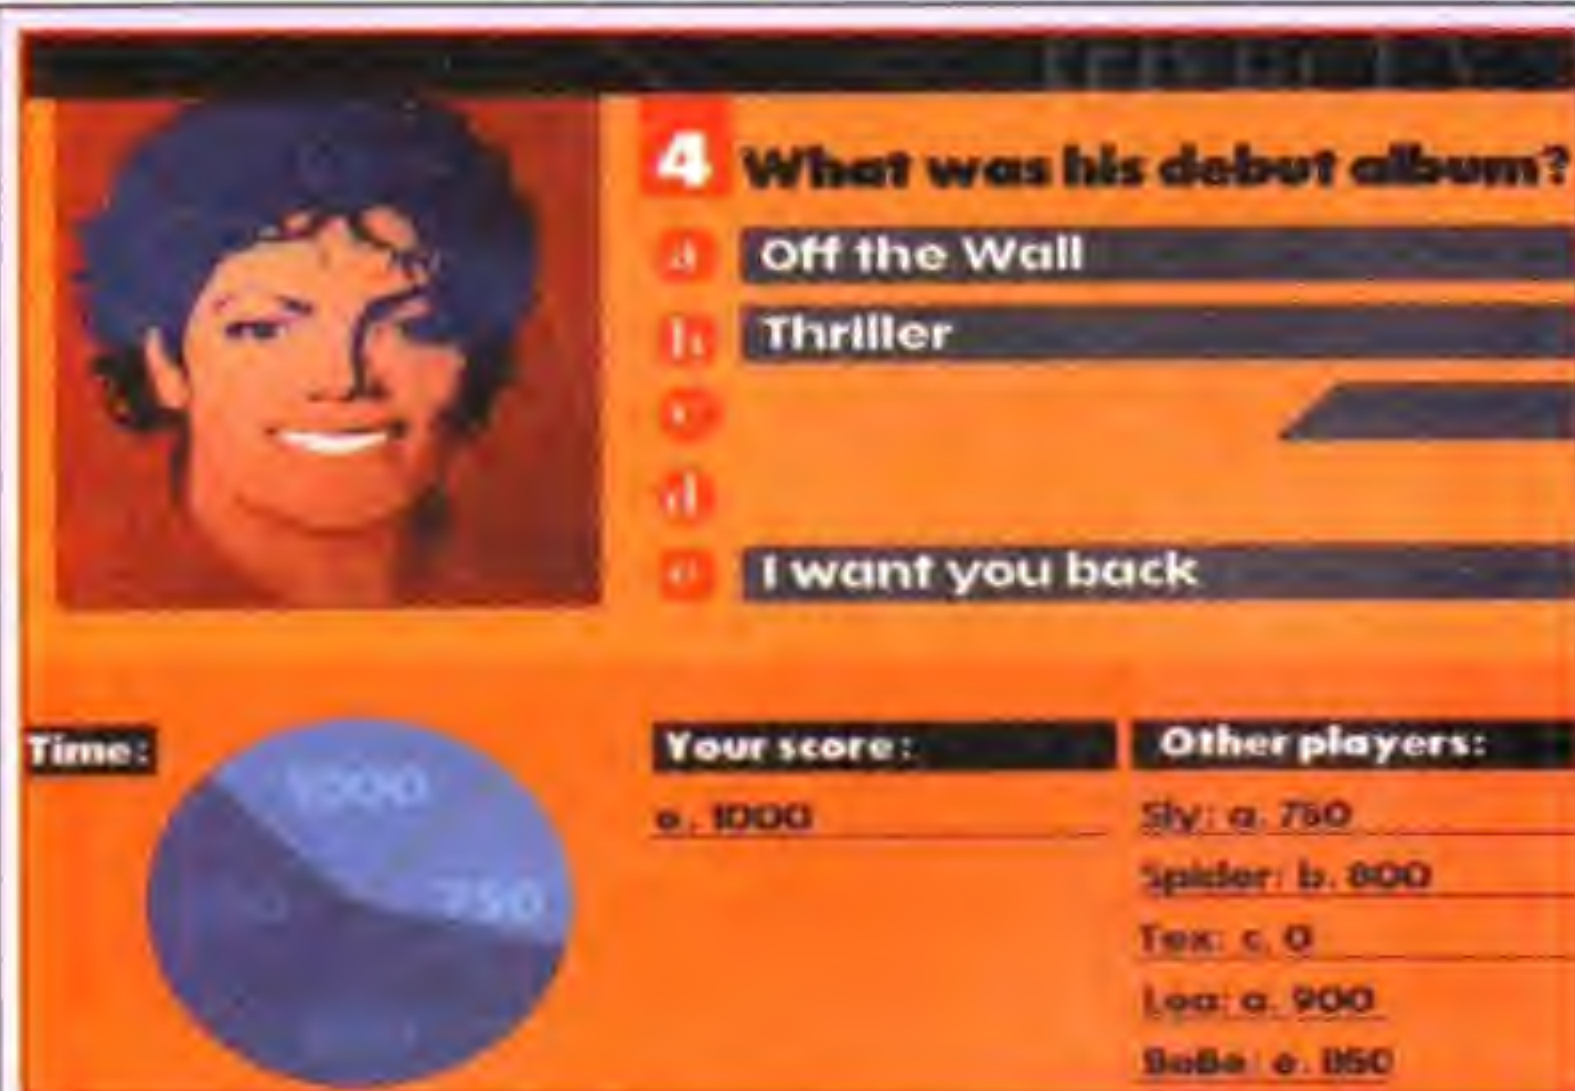 4 What was his debut album?
a Off the Wall
b Thriller
c
d
e I want you back
Time:
1000
750
Your score:
e. 1000
Other players:
Sly: a. 750
Spider: b. 800
Tex: c. 0
Lea: a. 900
BoBo: e. 850